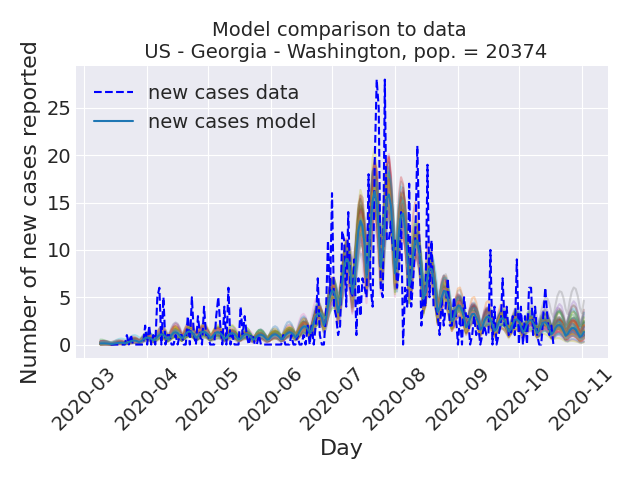 Model comparison to data
US - Georgia - Washington, pop. = 20374
Number of new cases reported
new cases data
new cases model
25
20
15
10
5
0
2020-03
2020-04
2020-05
2020-06
2020-07
2020-08
2020-09
2020-10
2020-11
Day